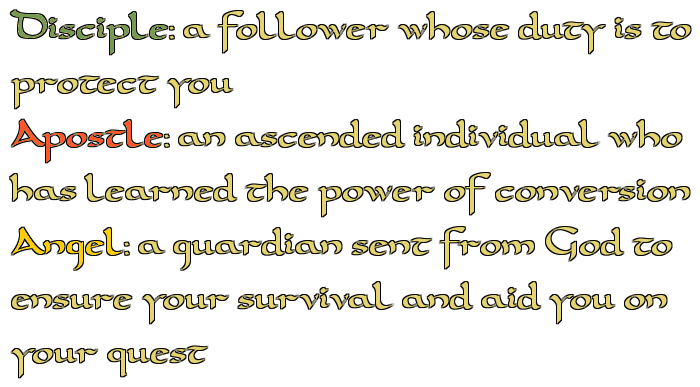 Disciple: a follower whose duty is to
protect you
Apostle: an ascended individual who
has learned the power of conversion
Angel: a guardian sent from God to
ensure your survival and aid you on
your quest